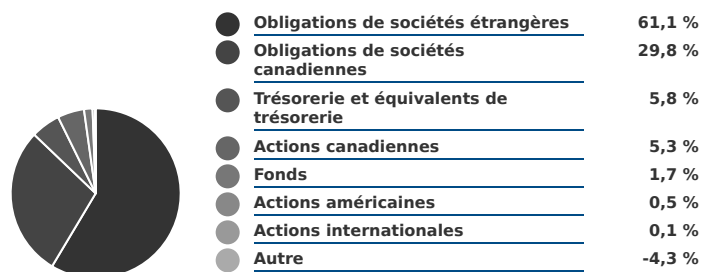 Obligations de sociétés étrangères 61,1 %
Obligations de sociétés 29,8 %
canadiennes
Trésorerie et équivalents de 5,8 %
trésorerie
Actions canadiennes 5,3 %
Fonds 1,7 %
Actions américaines 0,5 %
Actions internationales 0,1 %
Autre -4,3 %